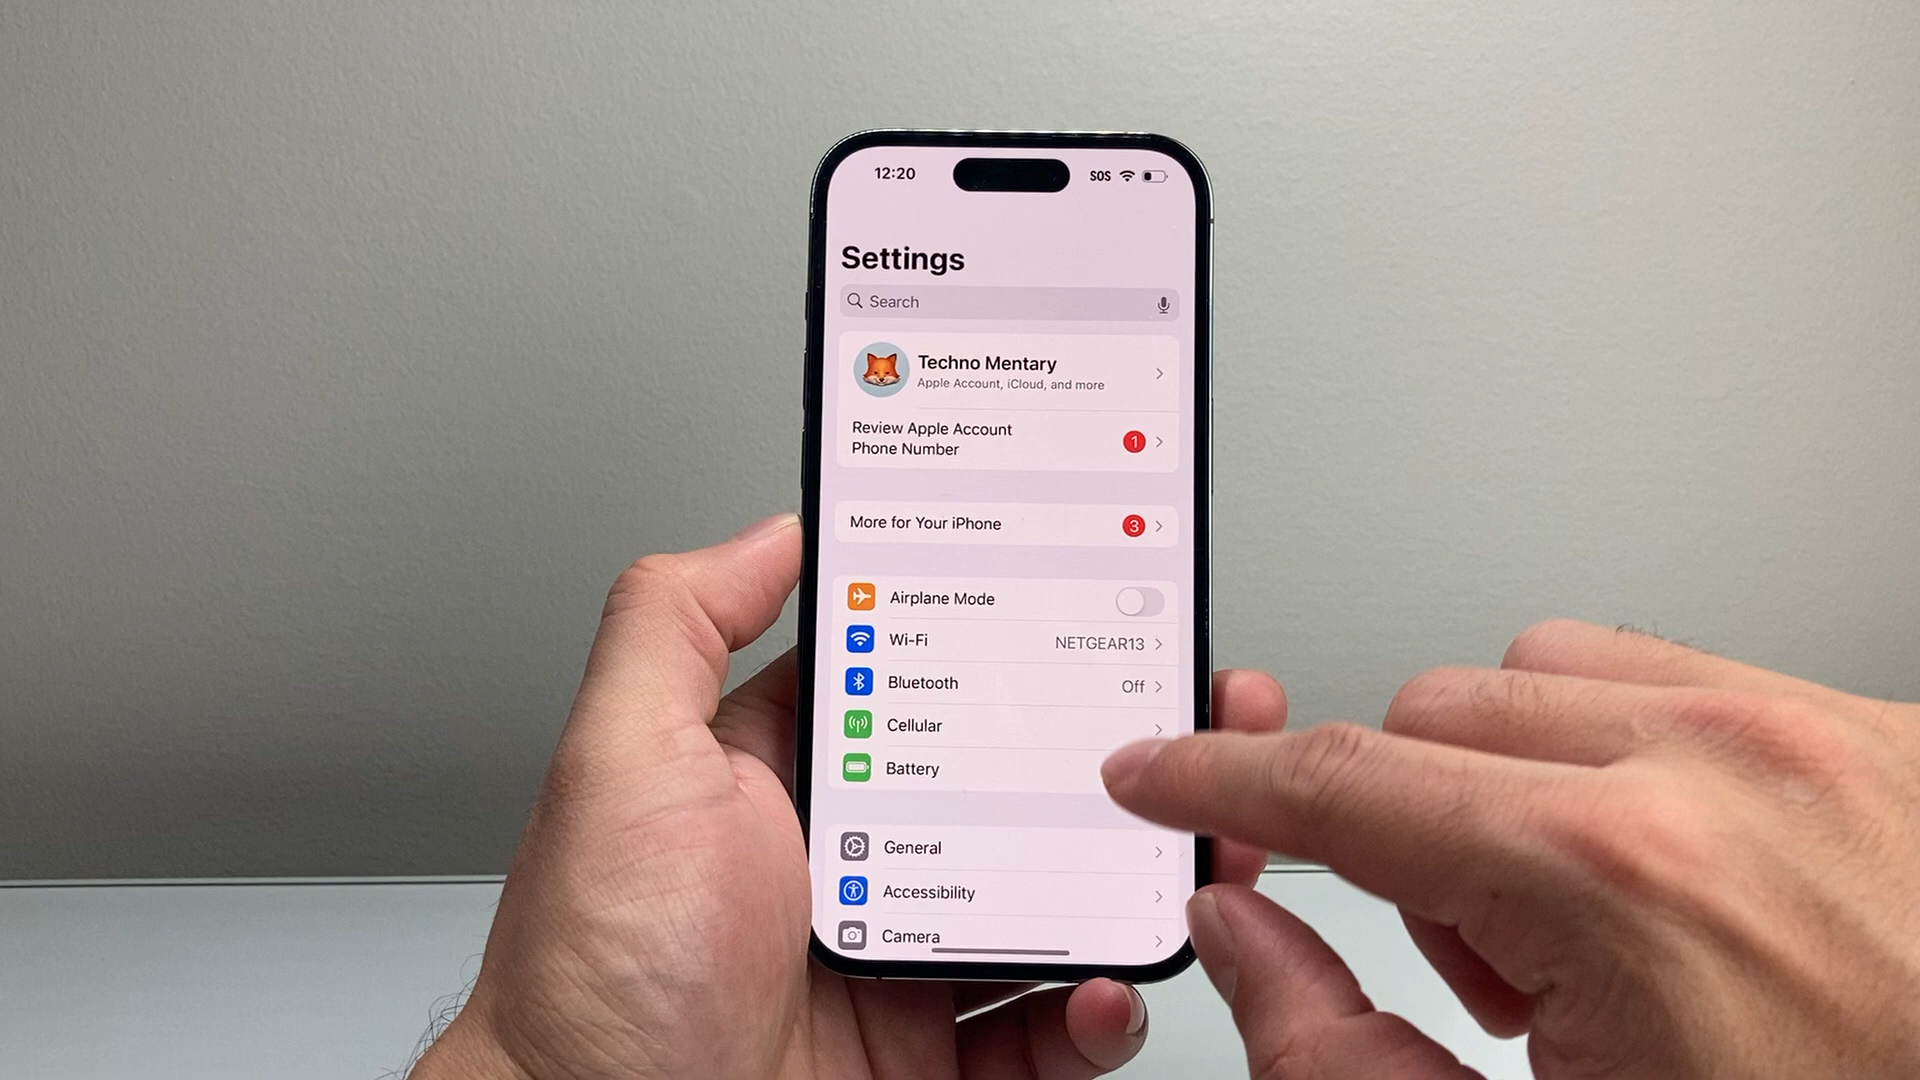 12:20 SOS
Settings
Search
Techno Mentary
Apple Account, iCloud, and more
Review Apple Account
Phone Number
1
More for Your iPhone 3
Airplane Mode
Wi-Fi NETGEAR13
Bluetooth Off
Cellular
Battery
General
Accessibility
Camera